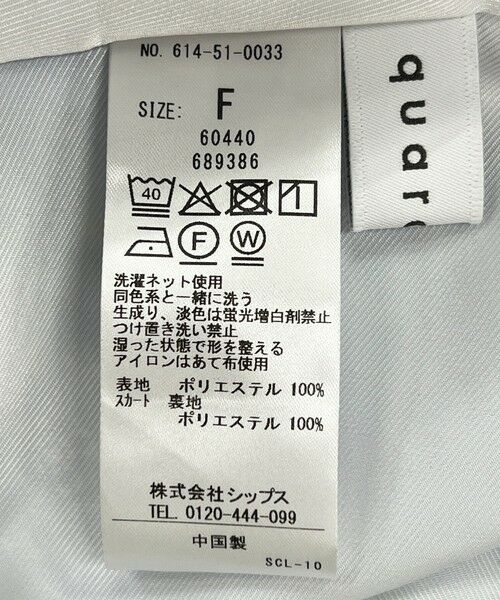 NO. 614-51-0033
SIZE: F
60440
689386
40
F W
洗濯ネット使用
同色系と一緒に洗う
生成り、淡色は蛍光増白剤禁止
つけ置き洗い禁止
湿った状態で形を整える
アイロンはあて布使用
表地 ポリエステル 100%
スカート 裏地
ポリエステル 100%
株式会社シップス
TEL. 0120-444-099
中国製
SCL-10
quar